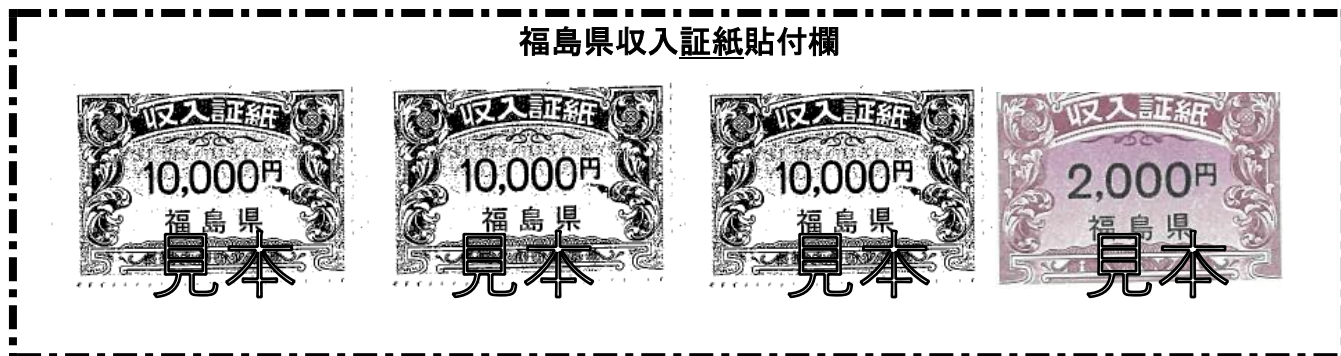 福島県収入証紙貼付欄
収入証紙
10,000円
福島県
見本
収入証紙
10,000円
福島県
見本
収入証紙
10,000円
福島県
見本
収入証紙
2,000円
福島県
見本